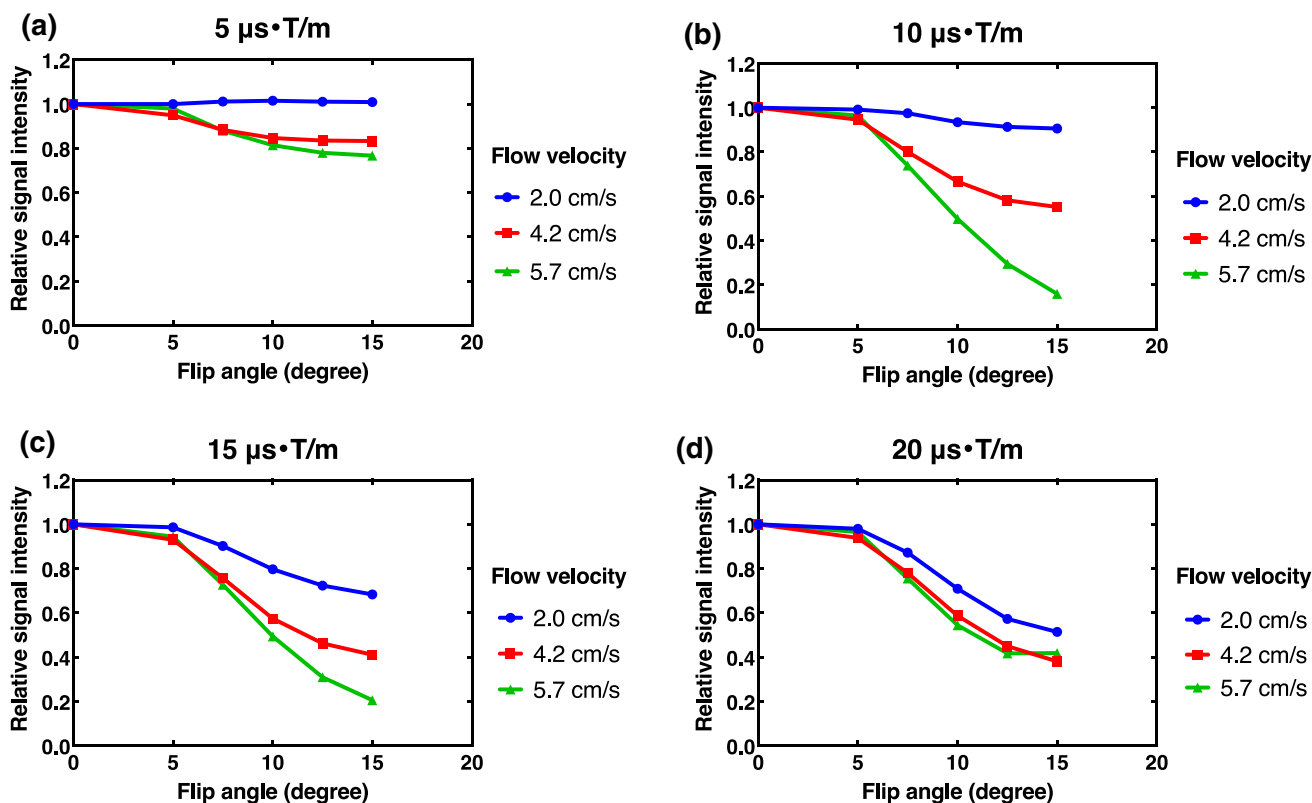 (a)
5 µs•T/m
Relative signal intensity
1.2
1.0
0.8
0.6
0.4
0.2
0.0
0 5 10 15 20
Flip angle (degree)
Flow velocity
2.0 cm/s
4.2 cm/s
5.7 cm/s
(b)
10 µs•T/m
Relative signal intensity
1.2
1.0
0.8
0.6
0.4
0.2
0.0
0 5 10 15 20
Flip angle (degree)
Flow velocity
2.0 cm/s
4.2 cm/s
5.7 cm/s
(c)
15 µs•T/m
Relative signal intensity
1.2
1.0
0.8
0.6
0.4
0.2
0.0
0 5 10 15 20
Flip angle (degree)
Flow velocity
2.0 cm/s
4.2 cm/s
5.7 cm/s
(d)
20 µs•T/m
Relative signal intensity
1.2
1.0
0.8
0.6
0.4
0.2
0.0
0 5 10 15 20
Flip angle (degree)
Flow velocity
2.0 cm/s
4.2 cm/s
5.7 cm/s